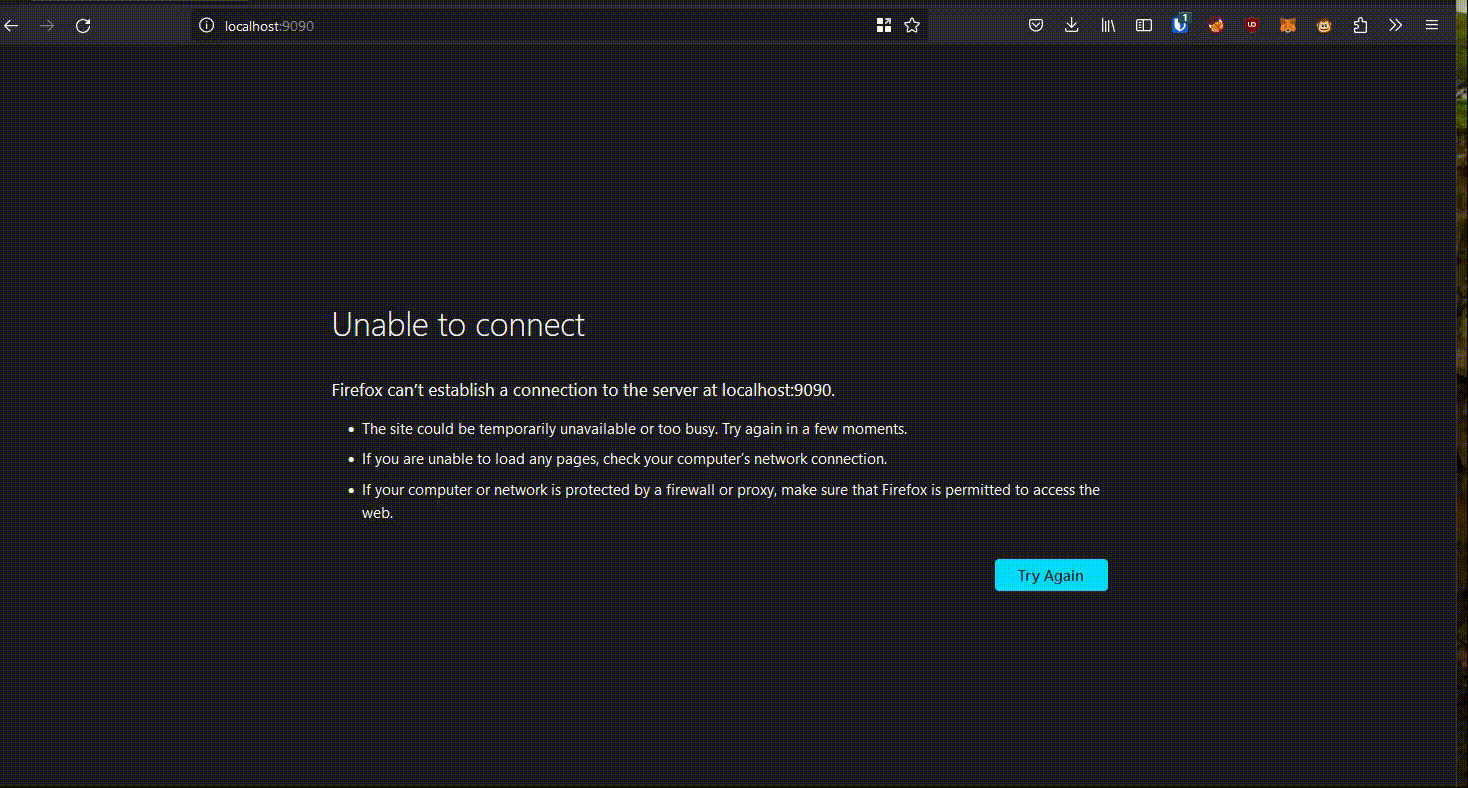 localhost:9090
1
UD
Unable to connect
Firefox can’t establish a connection to the server at localhost:9090.
• The site could be temporarily unavailable or too busy. Try again in a few moments.
• If you are unable to load any pages, check your computer’s network connection.
• If your computer or network is protected by a firewall or proxy, make sure that Firefox is permitted to access the
web.
Try Again